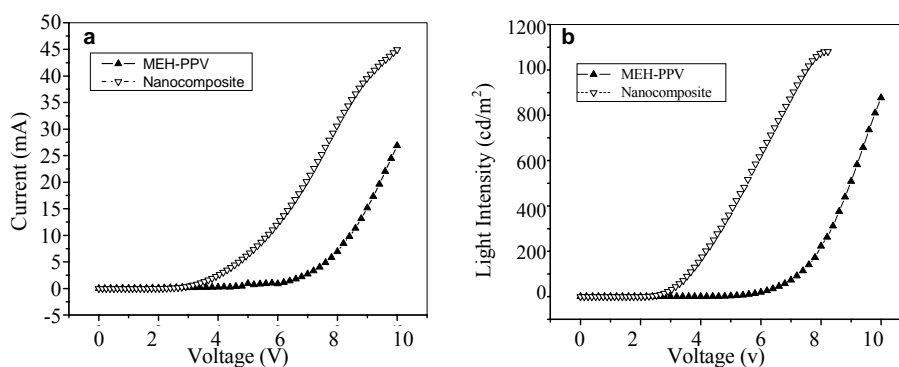 a
50
45
40
35
30
25
20
15
10
5
0
-5
Current (mA)
MEH-PPV
Nanocomposite
0 2 4 6 8 10
Voltage (V)
b
1200
1000
800
600
400
200
0
Light Intensity (cd/m²)
MEH-PPV
Nanocomposite
0 2 4 6 8 10
Voltage (v)